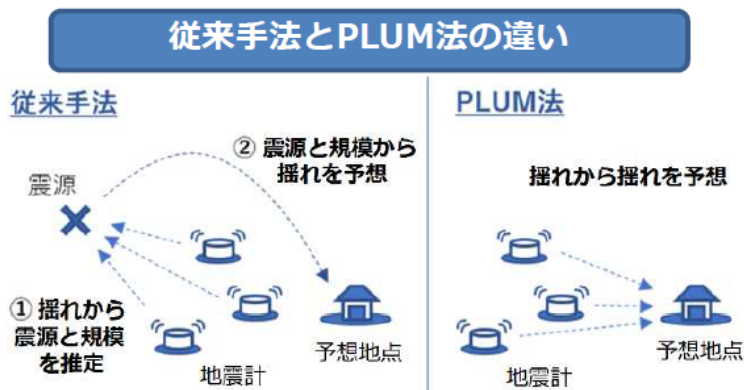 従来手法とPLUM法の違い
従来手法
② 震源と規模から
揺れを予想
震源
① 揺れから
震源と規模
を推定
地震計
予想地点
PLUM法
揺れから揺れを予想
地震計
予想地点